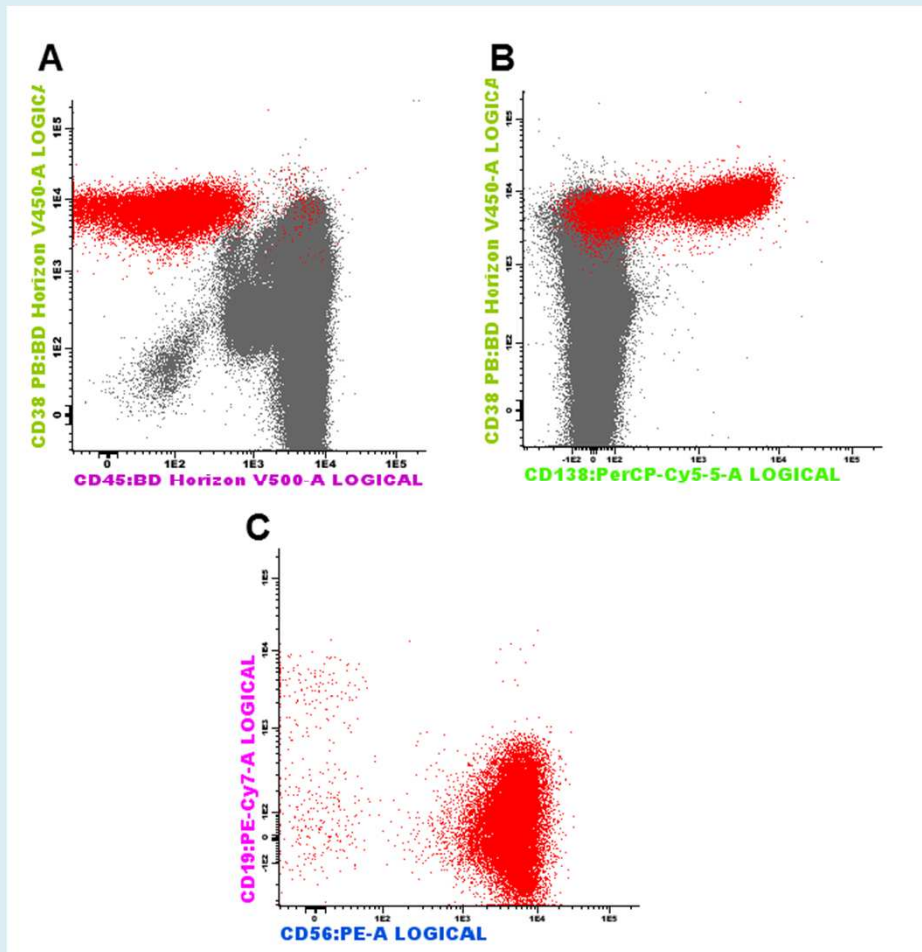 A
CD38 PB:BD Horizon V450-A LOGICA
1E5
1E4
1E3
1E2
0
0
1E2
1E3
1E4
1E5
CD45:BD Horizon V500-A LOGICAL
B
CD38 PB:BD Horizon V450-A LOGICA
1E5
1E4
1E3
1E2
0
-1E2
0
1E2
1E3
1E4
1E5
CD138:PerCP-Cy5-5-A LOGICAL
C
CD19:PE-Cy7-A LOGICAL
1E5
1E4
1E3
1E2
0
-1E2
0
1E3
1E4
1E5
CD56:PE-A LOGICAL